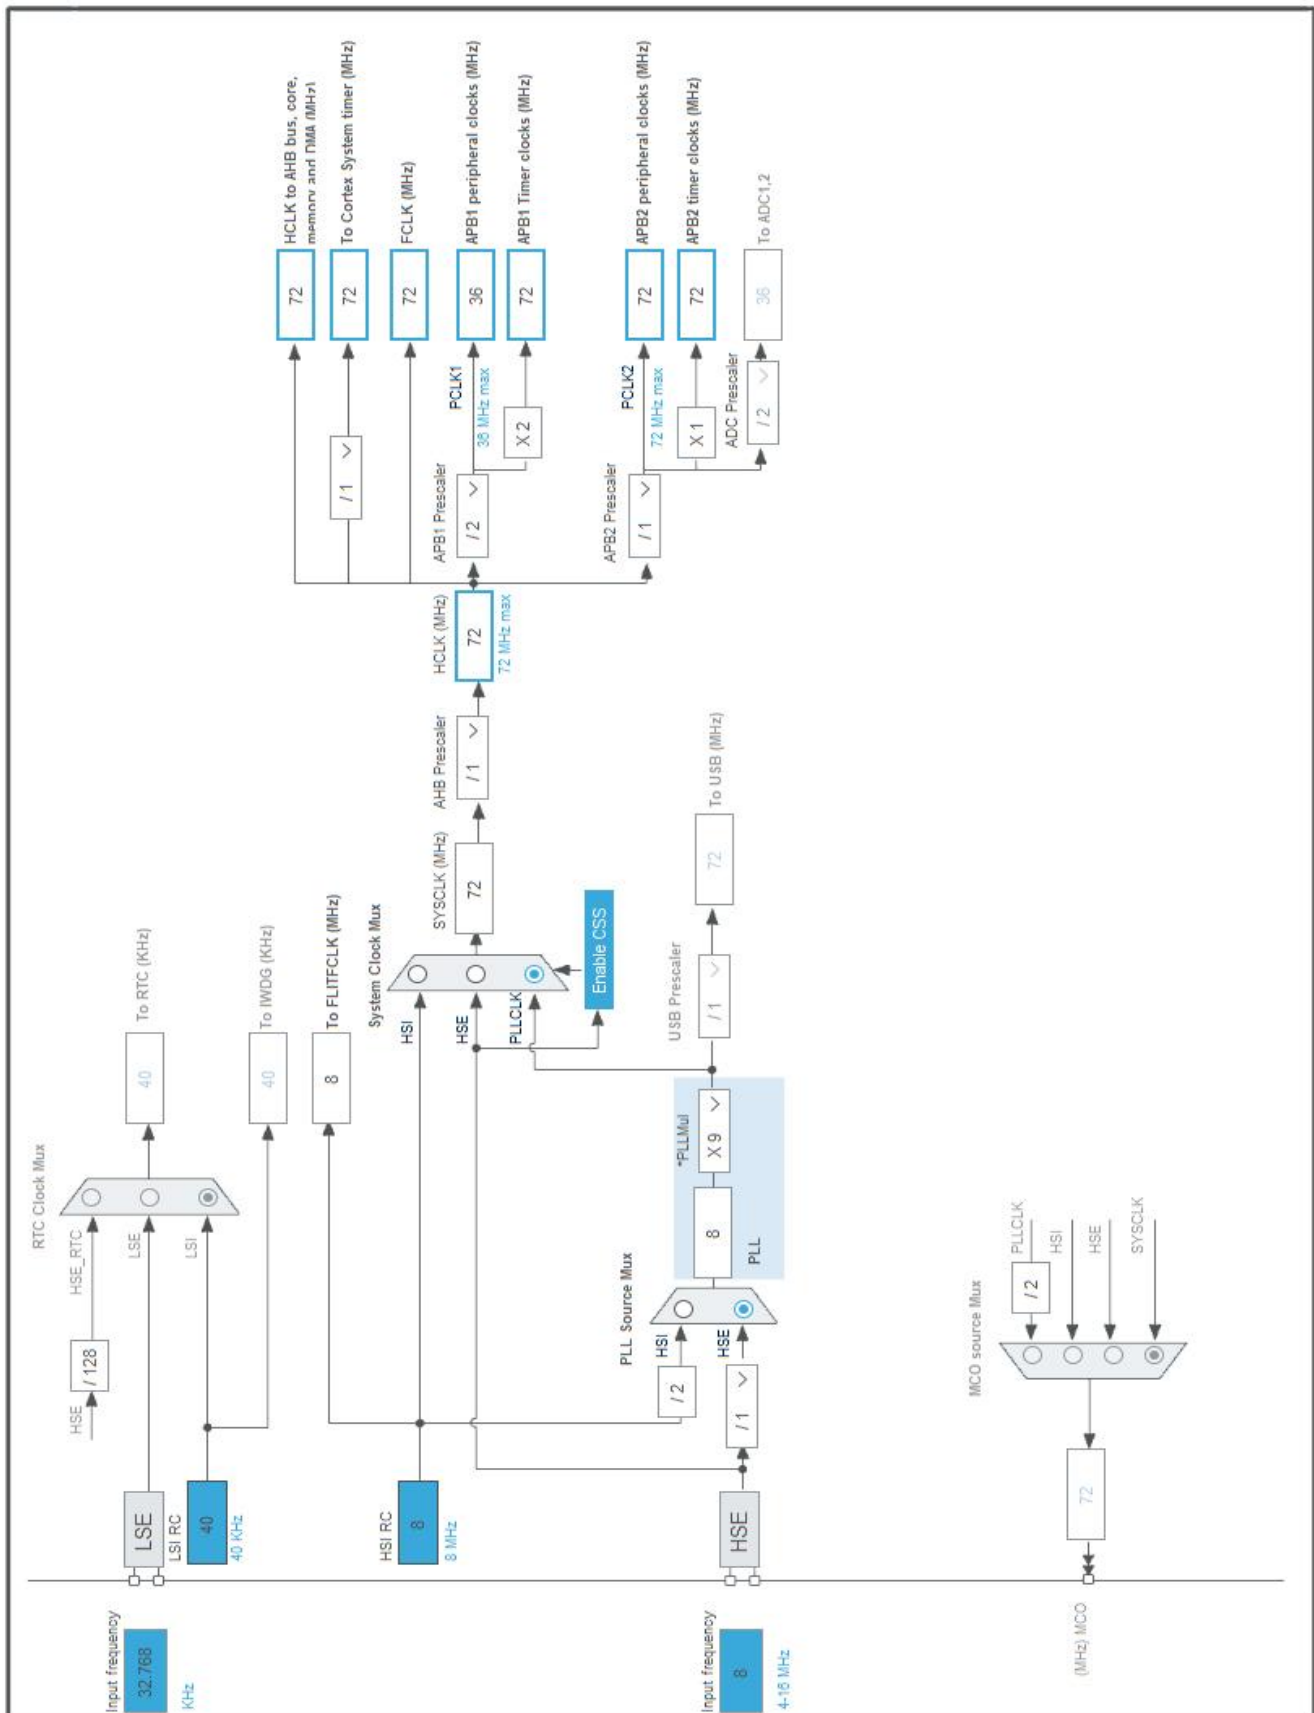 Input frequency
32.768
KHz
LSE
LSI RC
40
40 KHz
HSE
/ 128
HSE_RTC
LSE
LSI
RTC Clock Mux
40
To RTC (KHz)
40
To IWDG (KHz)
8
To FLITFCLK (MHz)
HSI RC
8
8 MHz
System Clock Mux
HSI
HSE
PLLCLK
Enable CSS
SYSCLK (MHz)
72
AHB Prescaler
/ 1
HCLK (MHz)
72
72 MHz max
72
HCLK to AHB bus, core,
memory and DMA (MHz)
/ 1
72
To Cortex System timer (MHz)
72
FCLK (MHz)
APB1 Prescaler
/ 2
PCLK1
36 MHz max
36
APB1 peripheral clocks (MHz)
X 2
72
APB1 Timer clocks (MHz)
APB2 Prescaler
/ 1
PCLK2
72 MHz max
72
APB2 peripheral clocks (MHz)
X 1
72
APB2 timer clocks (MHz)
ADC Prescaler
/ 2
36
To ADC1,2
Input frequency
8
4-16 MHz
HSE
/ 1
/ 2
PLL Source Mux
HSI
HSE
8
PLL
*PLLMul
X 9
USB Prescaler
/ 1
72
To USB (MHz)
(MHz) MCO
72
MCO source Mux
/ 2
PLLCLK
HSI
HSE
SYSCLK